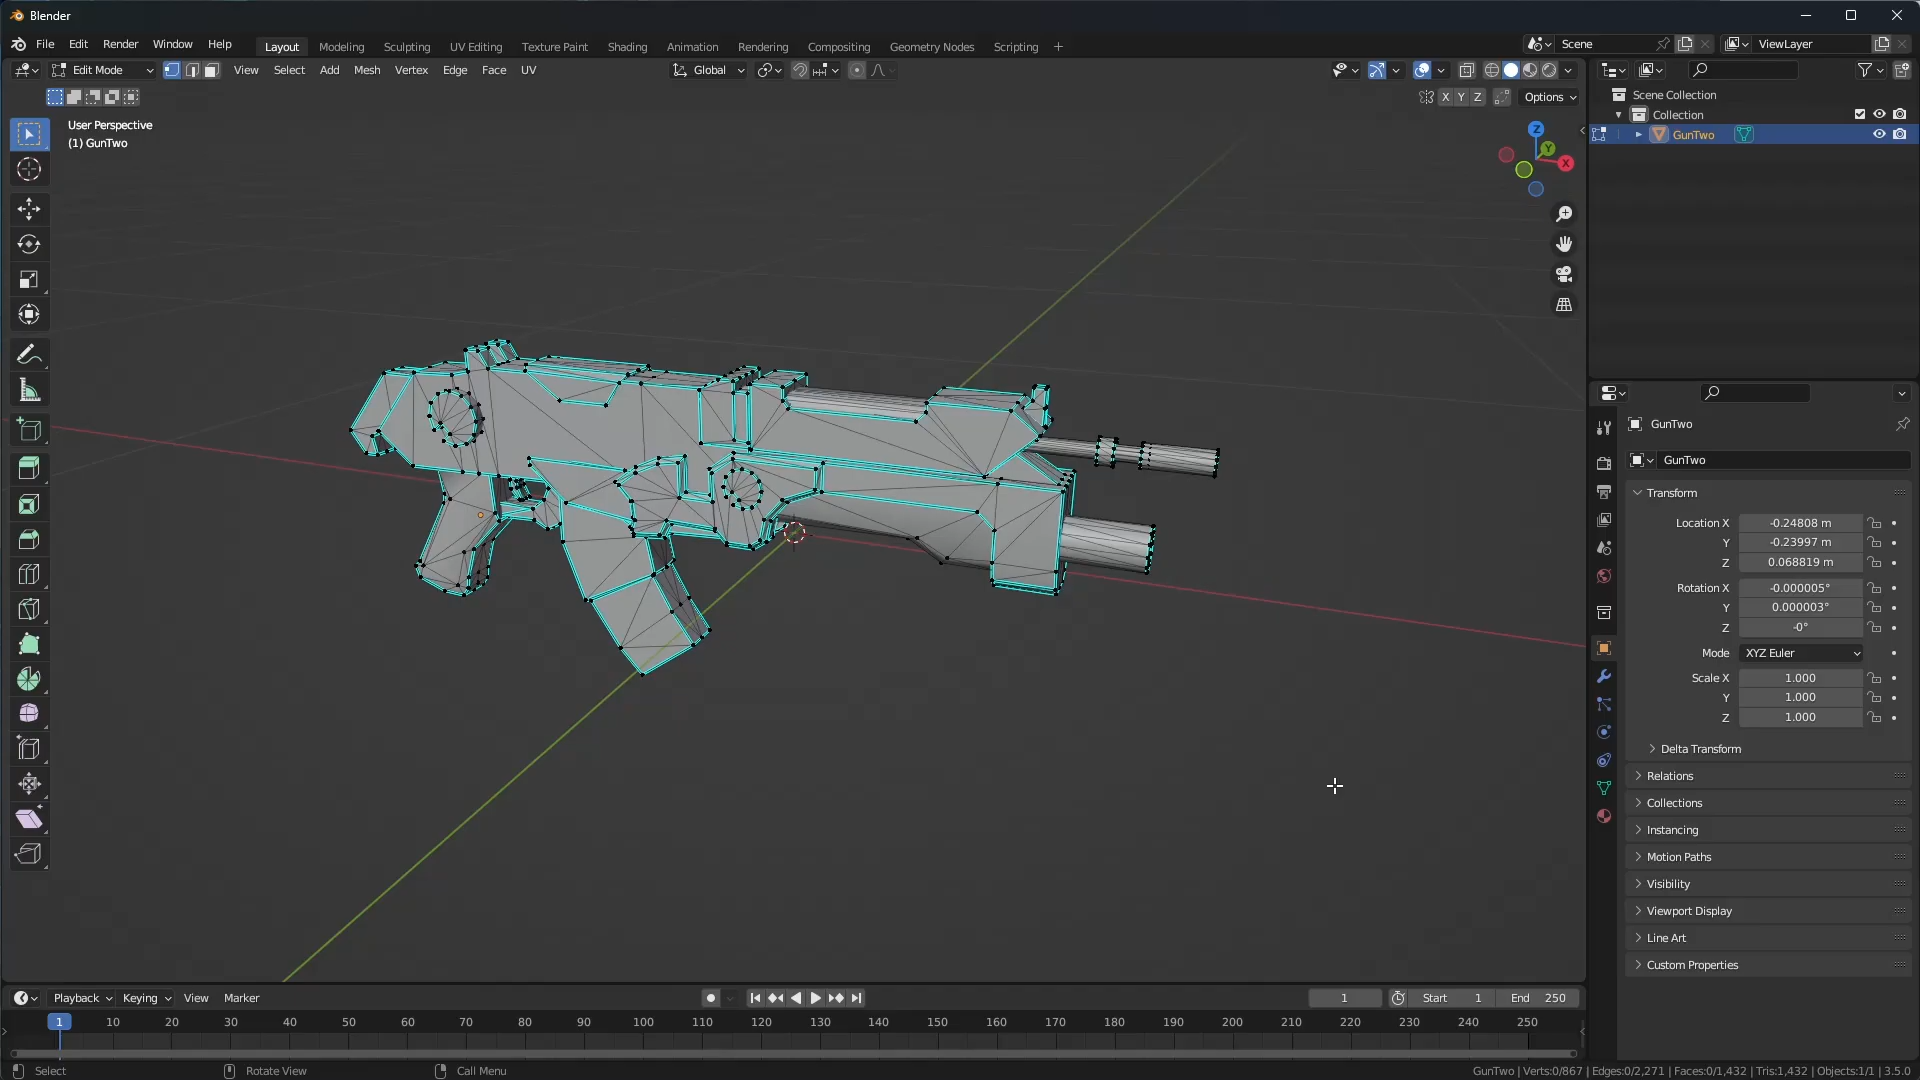 Blender
File Edit Render Window Help
Layout Modeling Sculpting UV Editing Texture Paint Shading Animation Rendering Compositing Geometry Nodes Scripting +
Scene
ViewLayer
Edit Mode View Select Add Mesh Vertex Edge Face UV
Global
X Y Z Options
User Perspective
(1) GunTwo
Z
Y
X
Scene Collection
Collection
GunTwo
GunTwo
GunTwo
Transform
Location X -0.24808 m
Y -0.23997 m
Z 0.068819 m
Rotation X -0.000005°
Y 0.000003°
Z -0°
Mode XYZ Euler
Scale X 1.000
Y 1.000
Z 1.000
Delta Transform
Relations
Collections
Instancing
Motion Paths
Visibility
Viewport Display
Line Art
Custom Properties
Playback Keying View Marker
1 Start 1 End 250
1 10 20 30 40 50 60 70 80 90 100 110 120 130 140 150 160 170 180 190 200 210 220 230 240 250
Select Rotate View Call Menu
GunTwo | Verts:0/867 | Edges:0/2,271 | Faces:0/1,432 | Tris:1,432 | Objects:1/1 | 3.5.0